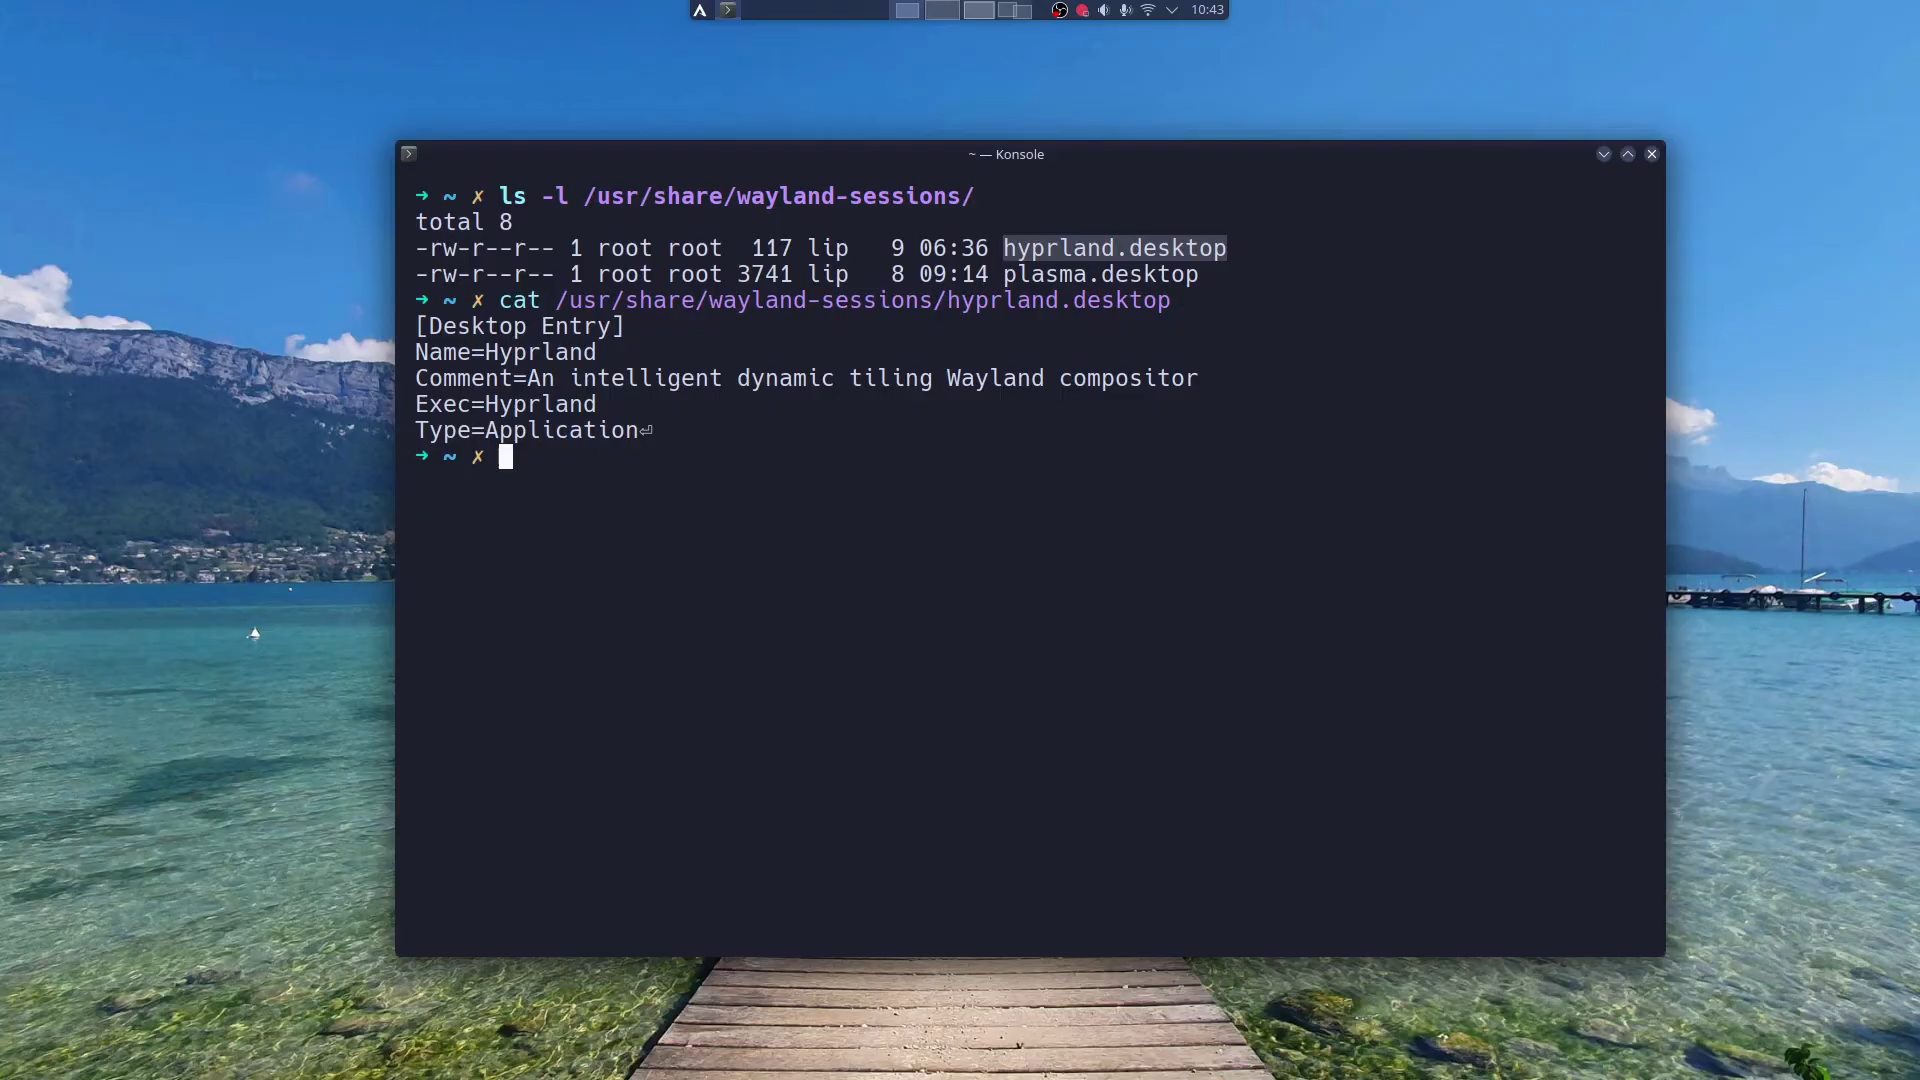 10:43
~ — Konsole
➜ ~ ✗ ls -l /usr/share/wayland-sessions/
total 8
-rw-r--r-- 1 root root  117 lip   9 06:36 hyprland.desktop
-rw-r--r-- 1 root root 3741 lip   8 09:14 plasma.desktop
➜ ~ ✗ cat /usr/share/wayland-sessions/hyprland.desktop
[Desktop Entry]
Name=Hyprland
Comment=An intelligent dynamic tiling Wayland compositor
Exec=Hyprland
Type=Application⏎
➜ ~ ✗